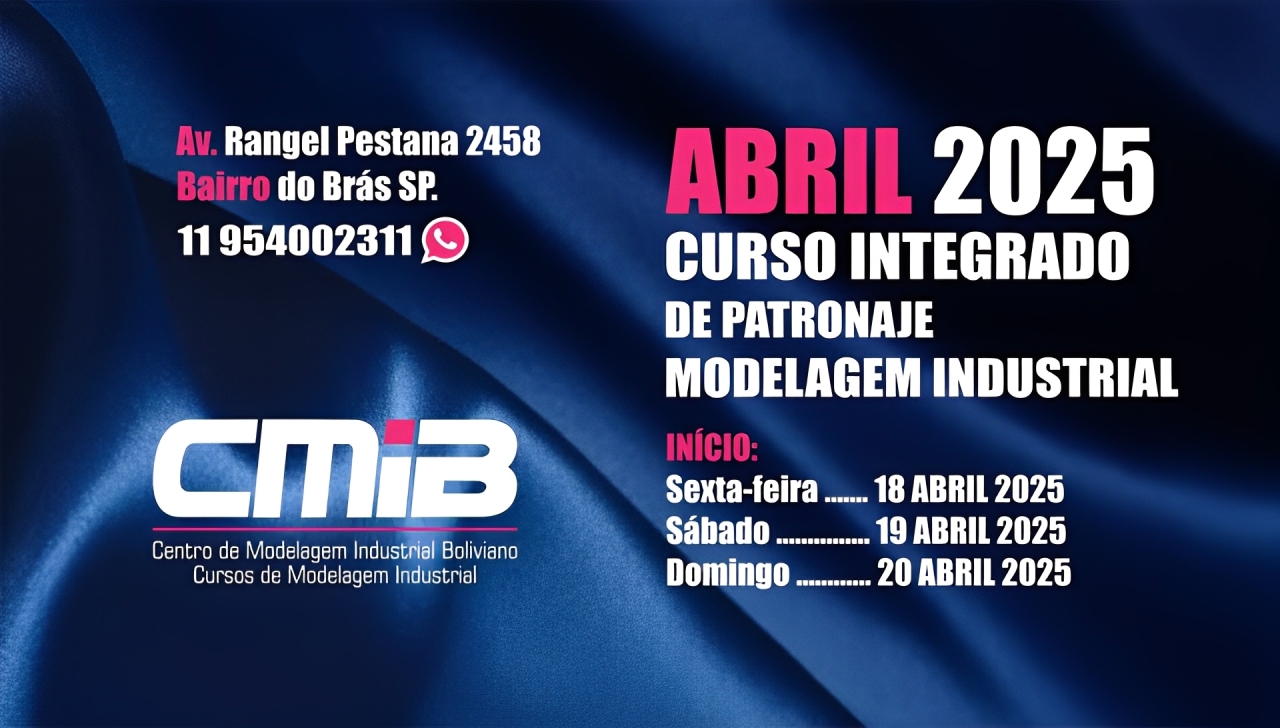 Av. Rangel Pestana 2458
Bairro do Brás SP.
11 954002311
CMIB
Centro de Modelagem Industrial Boliviano
Cursos de Modelagem Industrial
ABRIL 2025
CURSO INTEGRADO
DE PATRONAJE
MODELAGEM INDUSTRIAL
INÍCIO:
Sexta-feira ....... 18 ABRIL 2025
Sábado ............... 19 ABRIL 2025
Domingo ............ 20 ABRIL 2025